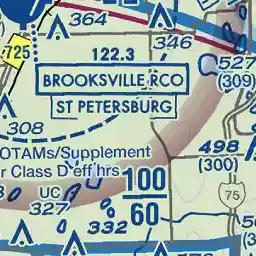 364
346
725
122.3
527
(309)
BROOKSVILLE RCO
ST PETERSBURG
308
OTAMs/Supplement
498
(300)
r Class D eff hrs
100
60
75
UC
327
332